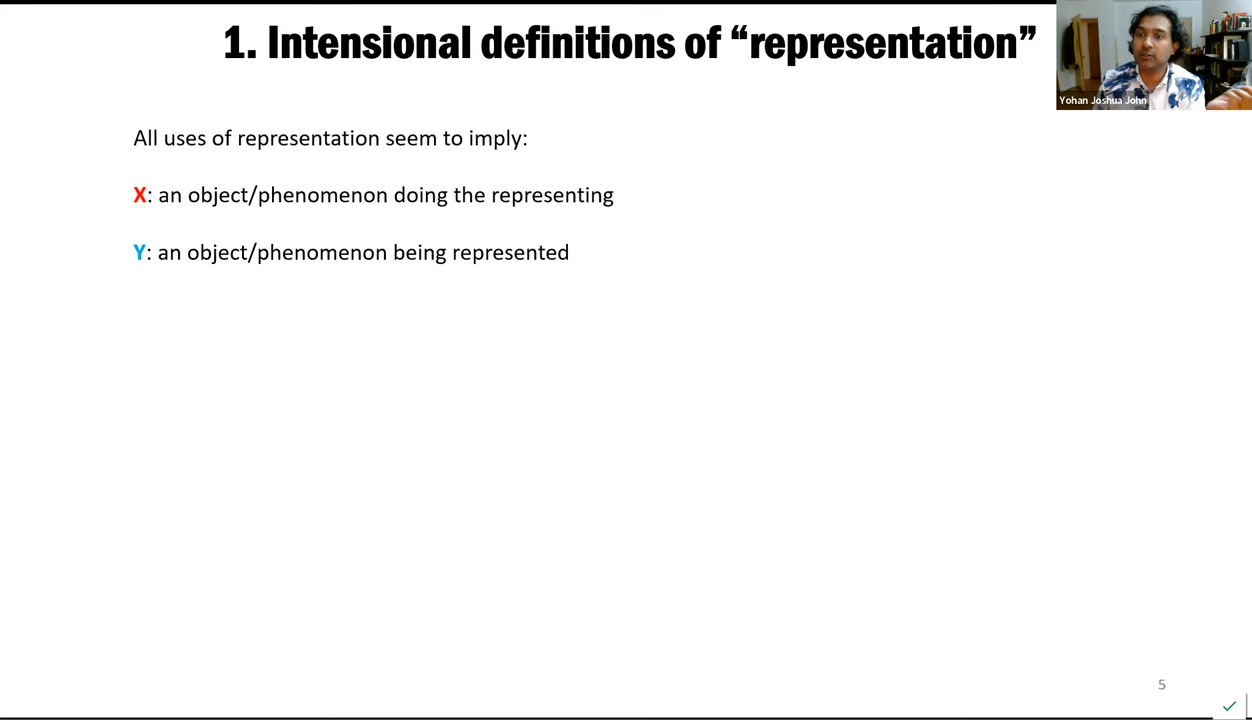 1. Intensional definitions of “representation”
Yohan Joshua John
All uses of representation seem to imply:
X: an object/phenomenon doing the representing
Y: an object/phenomenon being represented
5